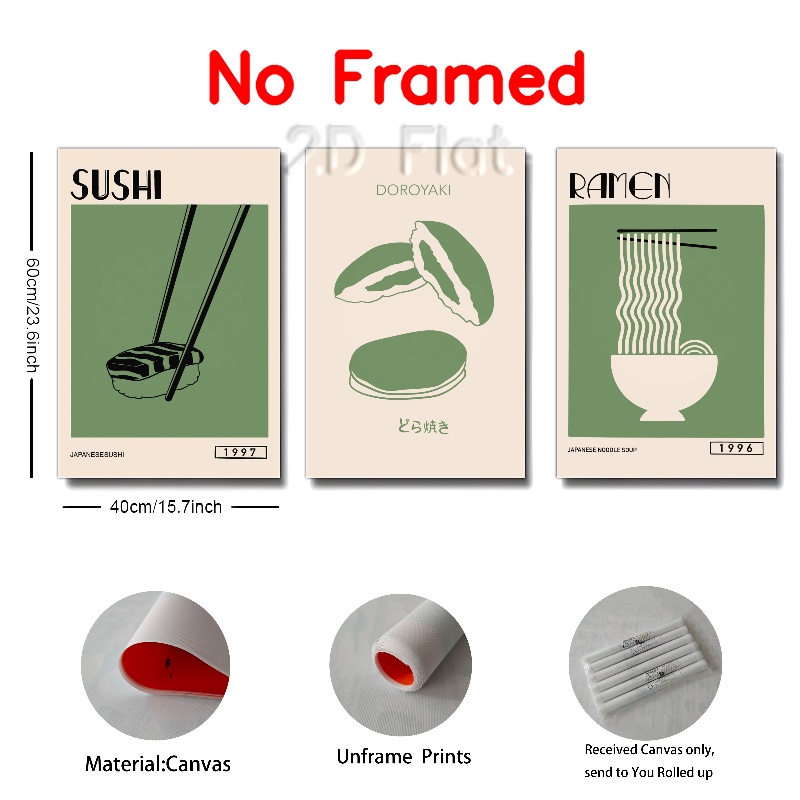 No Framed
2D Flat
SUSHI
JAPANESESUSHI
1997
DOROYAKI
どら焼き
RAMEN
JAPANESE NOODLE SOUP
1996
60cm/23.6inch
40cm/15.7inch
Material:Canvas
Unframe Prints
Received Canvas only,
send to You Rolled up